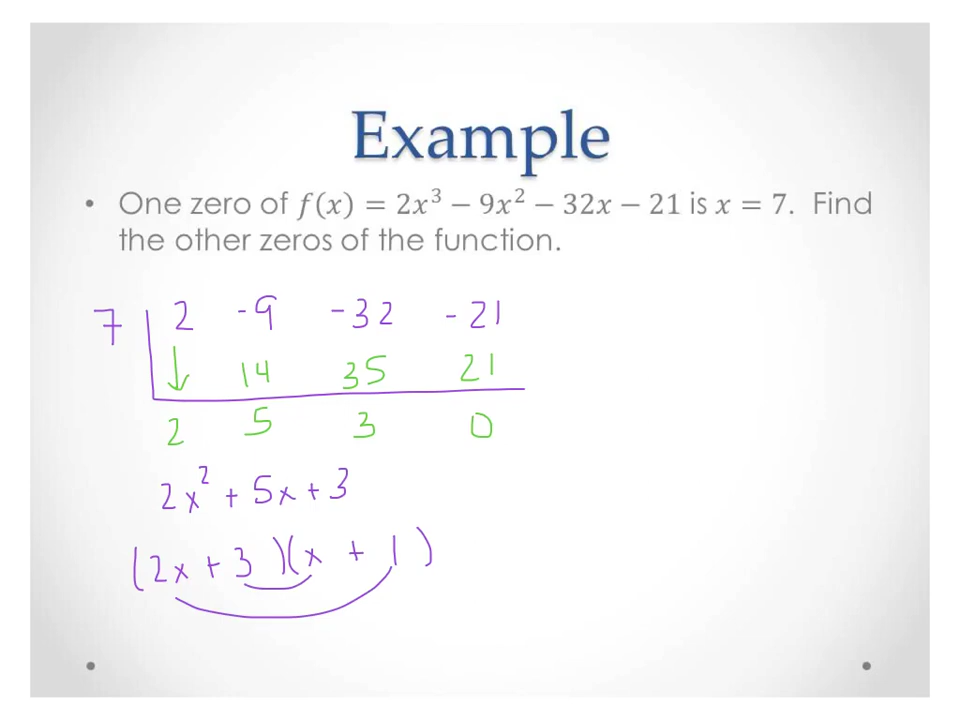 Example
• One zero of f(x) = 2x³ − 9x² − 32x − 21 is x = 7. Find
the other zeros of the function.
7 2 -9 -32 -21
↓ 14 35 21
2 5 3 0
2x² + 5x + 3
(2x + 3)(x + 1)